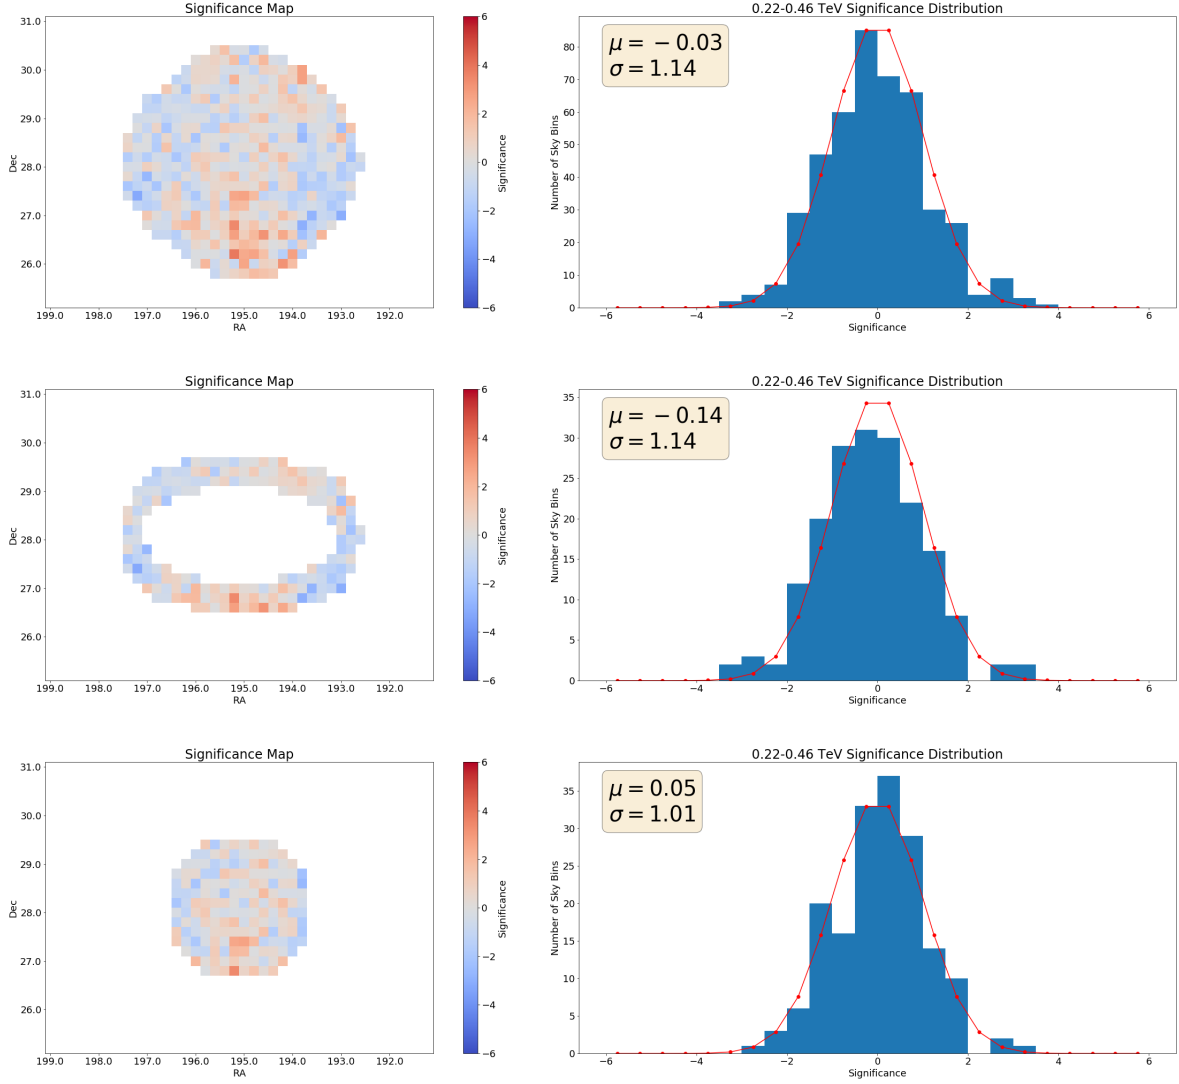 Significance Map
31.0
30.0
29.0
28.0
27.0
26.0
Dec
199.0 198.0 197.0 196.0 195.0 194.0 193.0 192.0
RA
6
4
2
0
−2
−4
−6
Significance
0.22-0.46 TeV Significance Distribution
μ = − 0.03
σ = 1.14
80
70
60
50
40
30
20
10
0
Number of Sky Bins
−6 −4 −2 0 2 4 6
Significance
Significance Map
31.0
30.0
29.0
28.0
27.0
26.0
Dec
199.0 198.0 197.0 196.0 195.0 194.0 193.0 192.0
RA
6
4
2
0
−2
−4
−6
Significance
0.22-0.46 TeV Significance Distribution
μ = − 0.14
σ = 1.14
35
30
25
20
15
10
5
0
Number of Sky Bins
−6 −4 −2 0 2 4 6
Significance
Significance Map
31.0
30.0
29.0
28.0
27.0
26.0
Dec
199.0 198.0 197.0 196.0 195.0 194.0 193.0 192.0
RA
6
4
2
0
−2
−4
−6
Significance
0.22-0.46 TeV Significance Distribution
μ = 0.05
σ = 1.01
35
30
25
20
15
10
5
0
Number of Sky Bins
−6 −4 −2 0 2 4 6
Significance